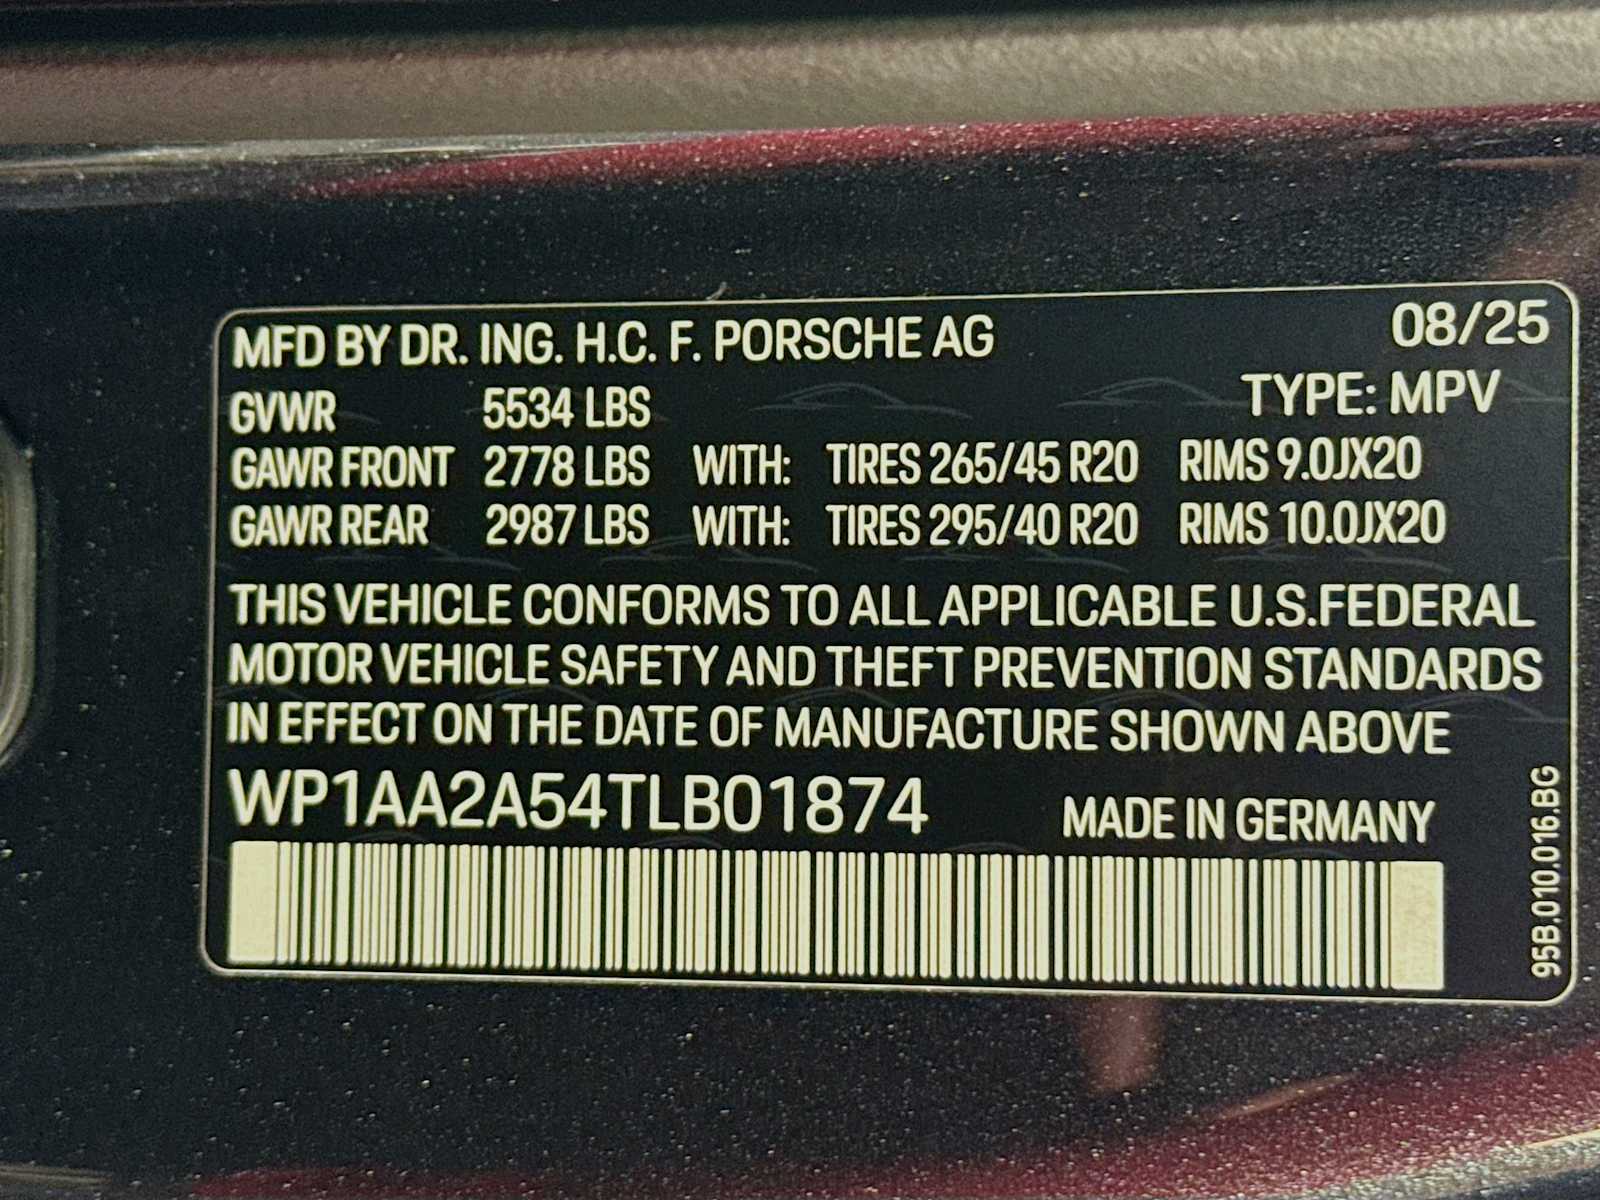 MFD BY DR. ING. H.C. F. PORSCHE AG 08/25
GVWR 5534 LBS TYPE: MPV
GAWR FRONT 2778 LBS WITH: TIRES 265/45 R20 RIMS 9.0JX20
GAWR REAR 2987 LBS WITH: TIRES 295/40 R20 RIMS 10.0JX20
THIS VEHICLE CONFORMS TO ALL APPLICABLE U.S.FEDERAL
MOTOR VEHICLE SAFETY AND THEFT PREVENTION STANDARDS
IN EFFECT ON THE DATE OF MANUFACTURE SHOWN ABOVE
WP1AA2A54TLB01874 MADE IN GERMANY
95B.010.016.BG